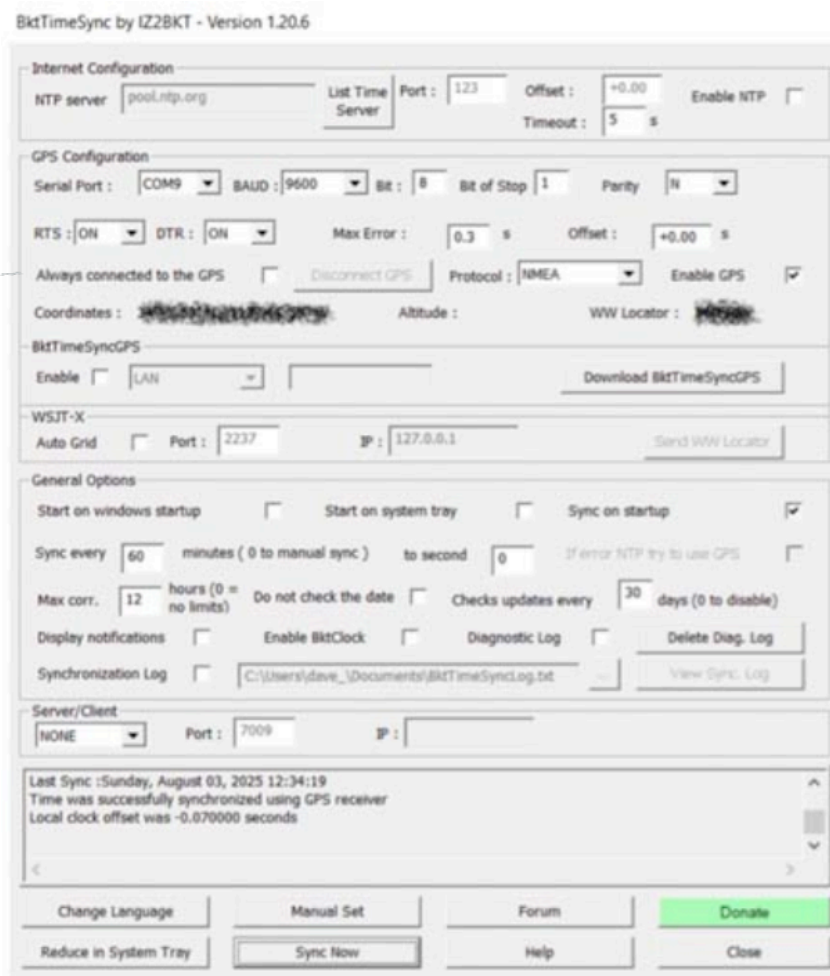 BktTimeSync by IZ2BKT - Version 1.20.6
Internet Configuration
NTP server pool.ntp.org List Time Server Port : 123 Offset : +0.00 Enable NTP
Timeout : 5 s
GPS Configuration
Serial Port : COM9 BAUD : 9600 Bit : 8 Bit of Stop 1 Parity N
RTS : ON DTR : ON Max Error : 0.3 s Offset : +0.00 s
Always connected to the GPS Disconnect GPS Protocol : NMEA Enable GPS
Coordinates : Altitude : WW Locator :
BktTimeSyncGPS
Enable LAN Download BktTimeSyncGPS
WSJT-X
Auto Grid Port : 2237 IP : 127.0.0.1 Send WW Locator
General Options
Start on windows startup Start on system tray Sync on startup
Sync every 60 minutes ( 0 to manual sync ) to second 0 If error NTP try to use GPS
Max corr. 12 hours (0 = no limits) Do not check the date Checks updates every 30 days (0 to disable)
Display notifications Enable BktClock Diagnostic Log Delete Diag. Log
Synchronization Log C:\Users\dave_\Documents\BktTimeSyncLog.txt ... View Sync. Log
Server/Client
NONE Port : 7009 IP :
Last Sync :Sunday, August 03, 2025 12:34:19
Time was successfully synchronized using GPS receiver
Local clock offset was -0.070000 seconds
Change Language Manual Set Forum Donate
Reduce in System Tray Sync Now Help Close